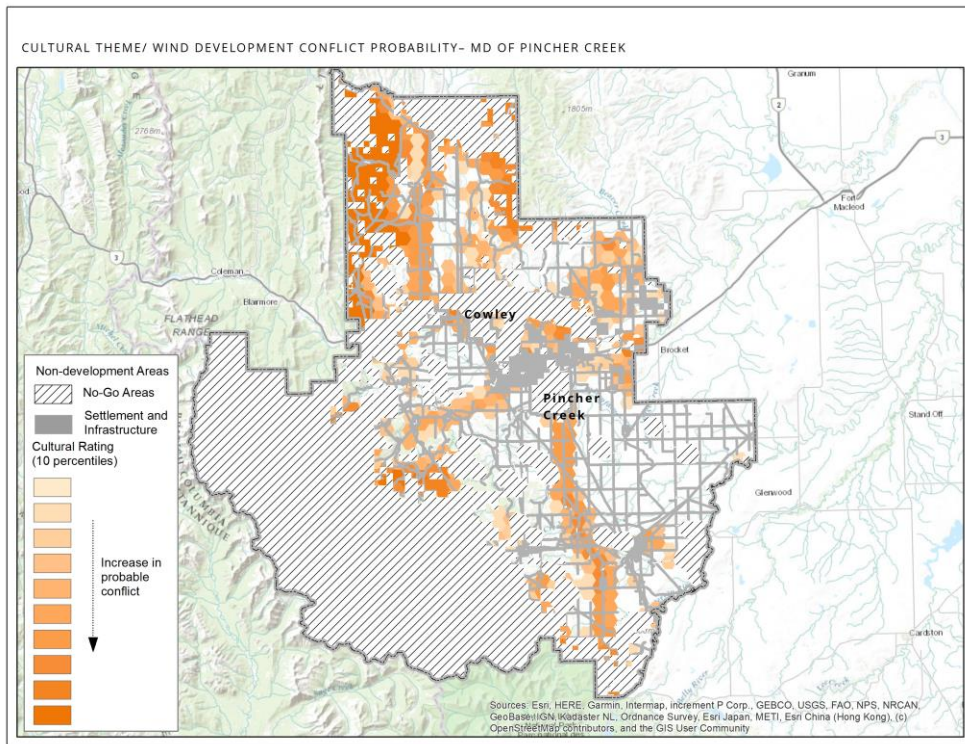 CULTURAL THEME/ WIND DEVELOPMENT CONFLICT PROBABILITY– MD OF PINCHER CREEK
Granum
2
1805m
2768m
3
Fort
Macleod
3
Coleman
Blairmore
FLATHEAD
RANGE
Cowley
Brocket
Pincher
Creek
Stand Off
Glenwood
Cardston
Non-development Areas
No-Go Areas
Settlement and
Infrastructure
Cultural Rating
(10 percentiles)
Increase in
probable
conflict
Sources: Esri, HERE, Garmin, Intermap, increment P Corp., GEBCO, USGS, FAO, NPS, NRCAN,
GeoBase, IGN, Kadaster NL, Ordnance Survey, Esri Japan, METI, Esri China (Hong Kong), (c)
OpenStreetMap contributors, and the GIS User Community